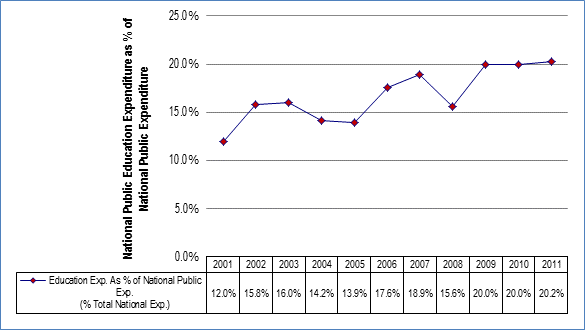 National Public Education Expenditure as % of
National Public Expenditure
25.0%
20.0%
15.0%
10.0%
5.0%
0.0%
2001 2002 2003 2004 2005 2006 2007 2008 2009 2010 2011
Education Exp. As % of National Public
Exp.
(% Total National Exp.)
12.0% 15.8% 16.0% 14.2% 13.9% 17.6% 18.9% 15.6% 20.0% 20.0% 20.2%